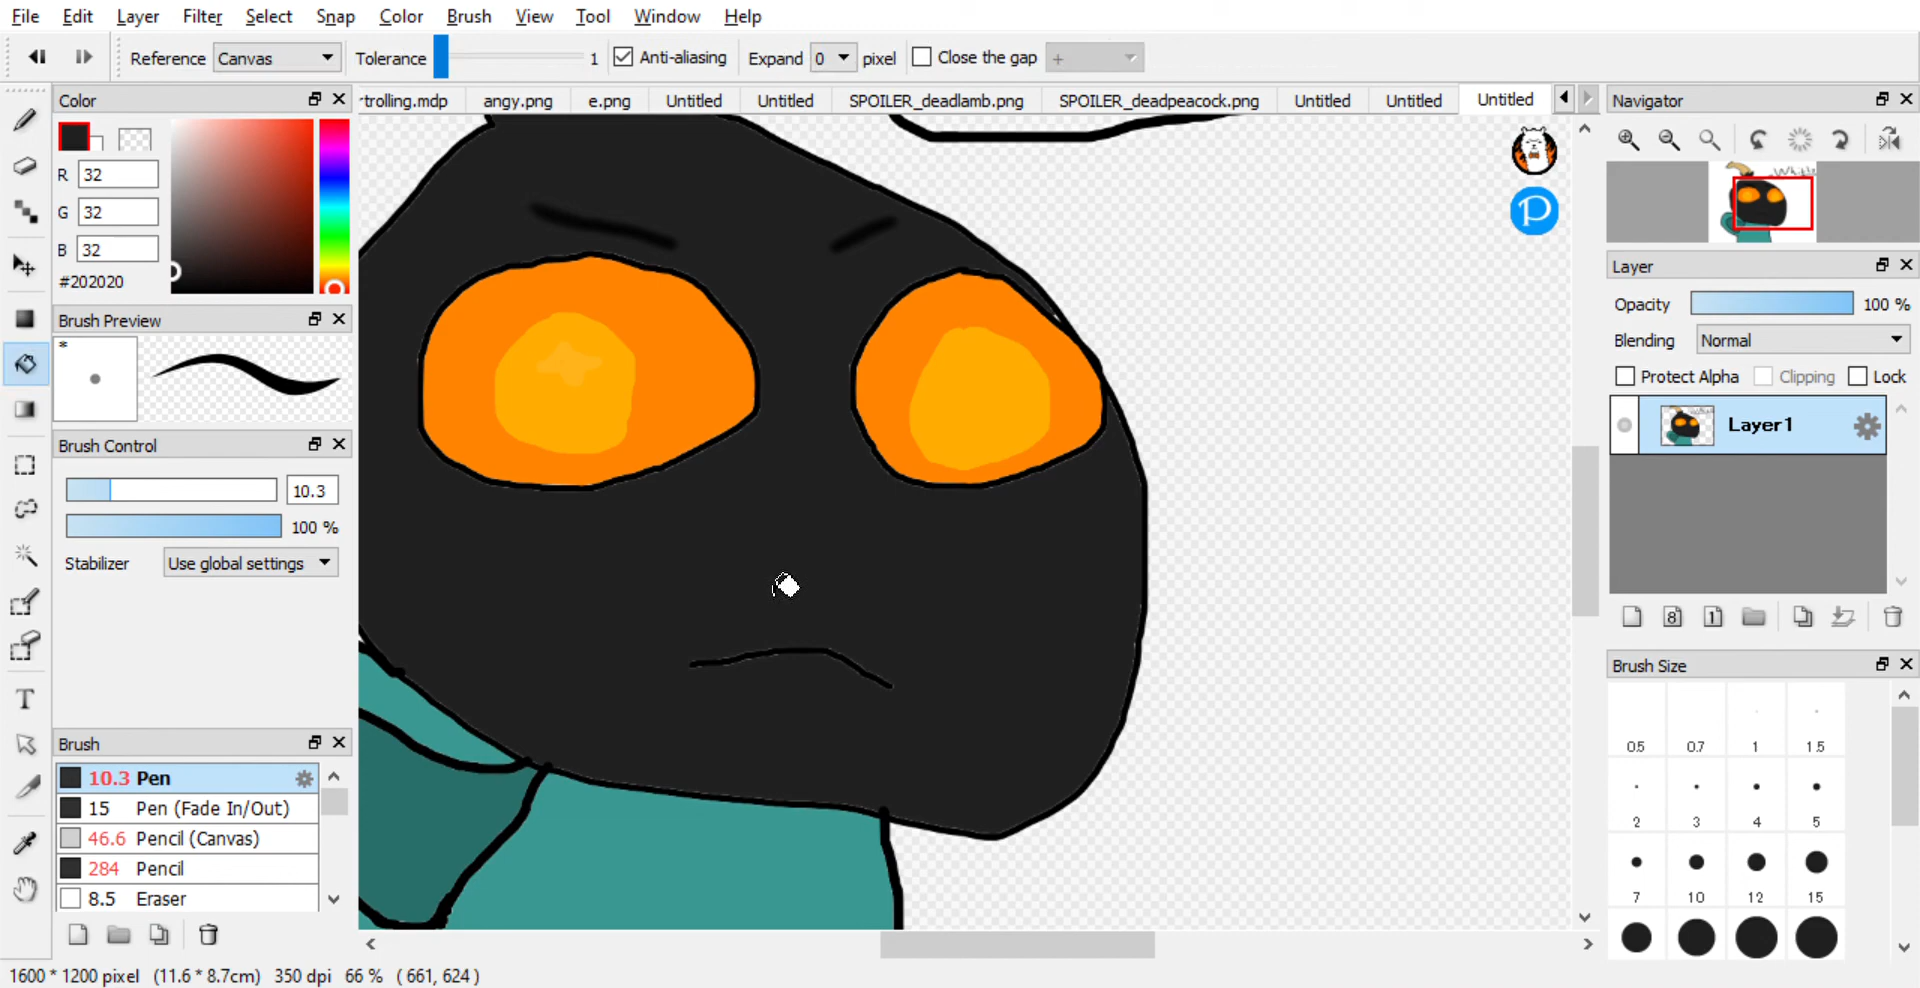 File Edit Layer Filter Select Snap Color Brush View Tool Window Help
Reference Canvas Tolerance 1 Anti-aliasing Expand 0 pixel Close the gap +
Color
trolling.mdp angy.png e.png Untitled Untitled SPOILER_deadlamb.png SPOILER_deadpeacock.png Untitled Untitled Untitled
Navigator
R 32
G 32
B 32
#202020
Brush Preview
*
Brush Control
10.3
100 %
Stabilizer Use global settings
Brush
10.3 Pen
15 Pen (Fade In/Out)
46.6 Pencil (Canvas)
284 Pencil
8.5 Eraser
P
Layer
Opacity 100 %
Blending Normal
Protect Alpha Clipping Lock
Layer1
8 1
Brush Size
0.5 0.7 1 1.5
2 3 4 5
7 10 12 15
T
1600 * 1200 pixel (11.6 * 8.7cm) 350 dpi 66 % ( 661, 624 )